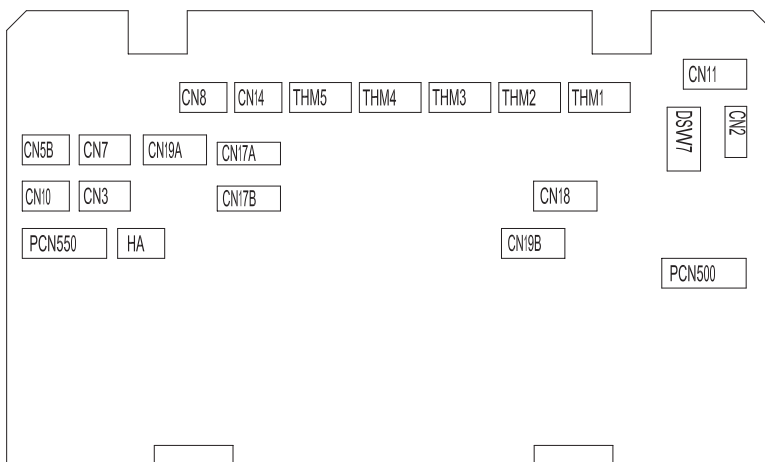 CN11
CN8
CN14
THM5
THM4
THM3
THM2
THM1
DSW7
CN2
CN5B
CN7
CN19A
CN17A
CN10
CN3
CN17B
CN18
PCN550
HA
CN19B
PCN500